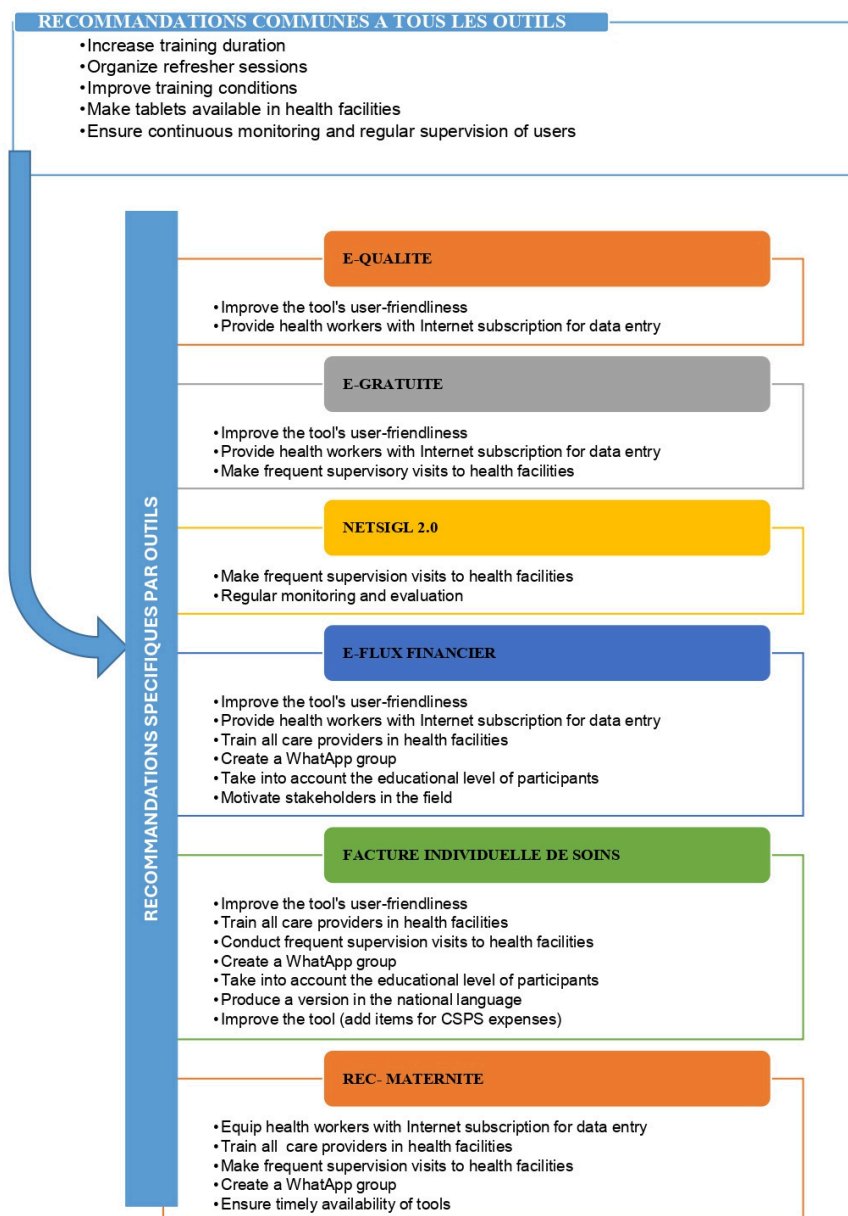 RECOMMANDATIONS COMMUNES A TOUS LES OUTILS
•Increase training duration
•Organize refresher sessions
•Improve training conditions
•Make tablets available in health facilities
•Ensure continuous monitoring and regular supervision of users
RECOMMANDATIONS SPECIFIQUES PAR OUTILS
E-QUALITE
•Improve the tool's user-friendliness
•Provide health workers with Internet subscription for data entry
E-GRATUITE
•Improve the tool's user-friendliness
•Provide health workers with Internet subscription for data entry
•Make frequent supervisory visits to health facilities
NETSIGL 2.0
•Make frequent supervision visits to health facilities
•Regular monitoring and evaluation
E-FLUX FINANCIER
•Improve the tool's user-friendliness
•Provide health workers with Internet subscription for data entry
•Train all care providers in health facilities
•Create a WhatApp group
•Take into account the educational level of participants
•Motivate stakeholders in the field
FACTURE INDIVIDUELLE DE SOINS
•Improve the tool's user-friendliness
•Train all care providers in health facilities
•Conduct frequent supervision visits to health facilities
•Create a WhatApp group
•Take into account the educational level of participants
•Produce a version in the national language
•Improve the tool (add items for CSPS expenses)
REC- MATERNITE
•Equip health workers with Internet subscription for data entry
•Train all care providers in health facilities
•Make frequent supervision visits to health facilities
•Create a WhatApp group
•Ensure timely availability of tools